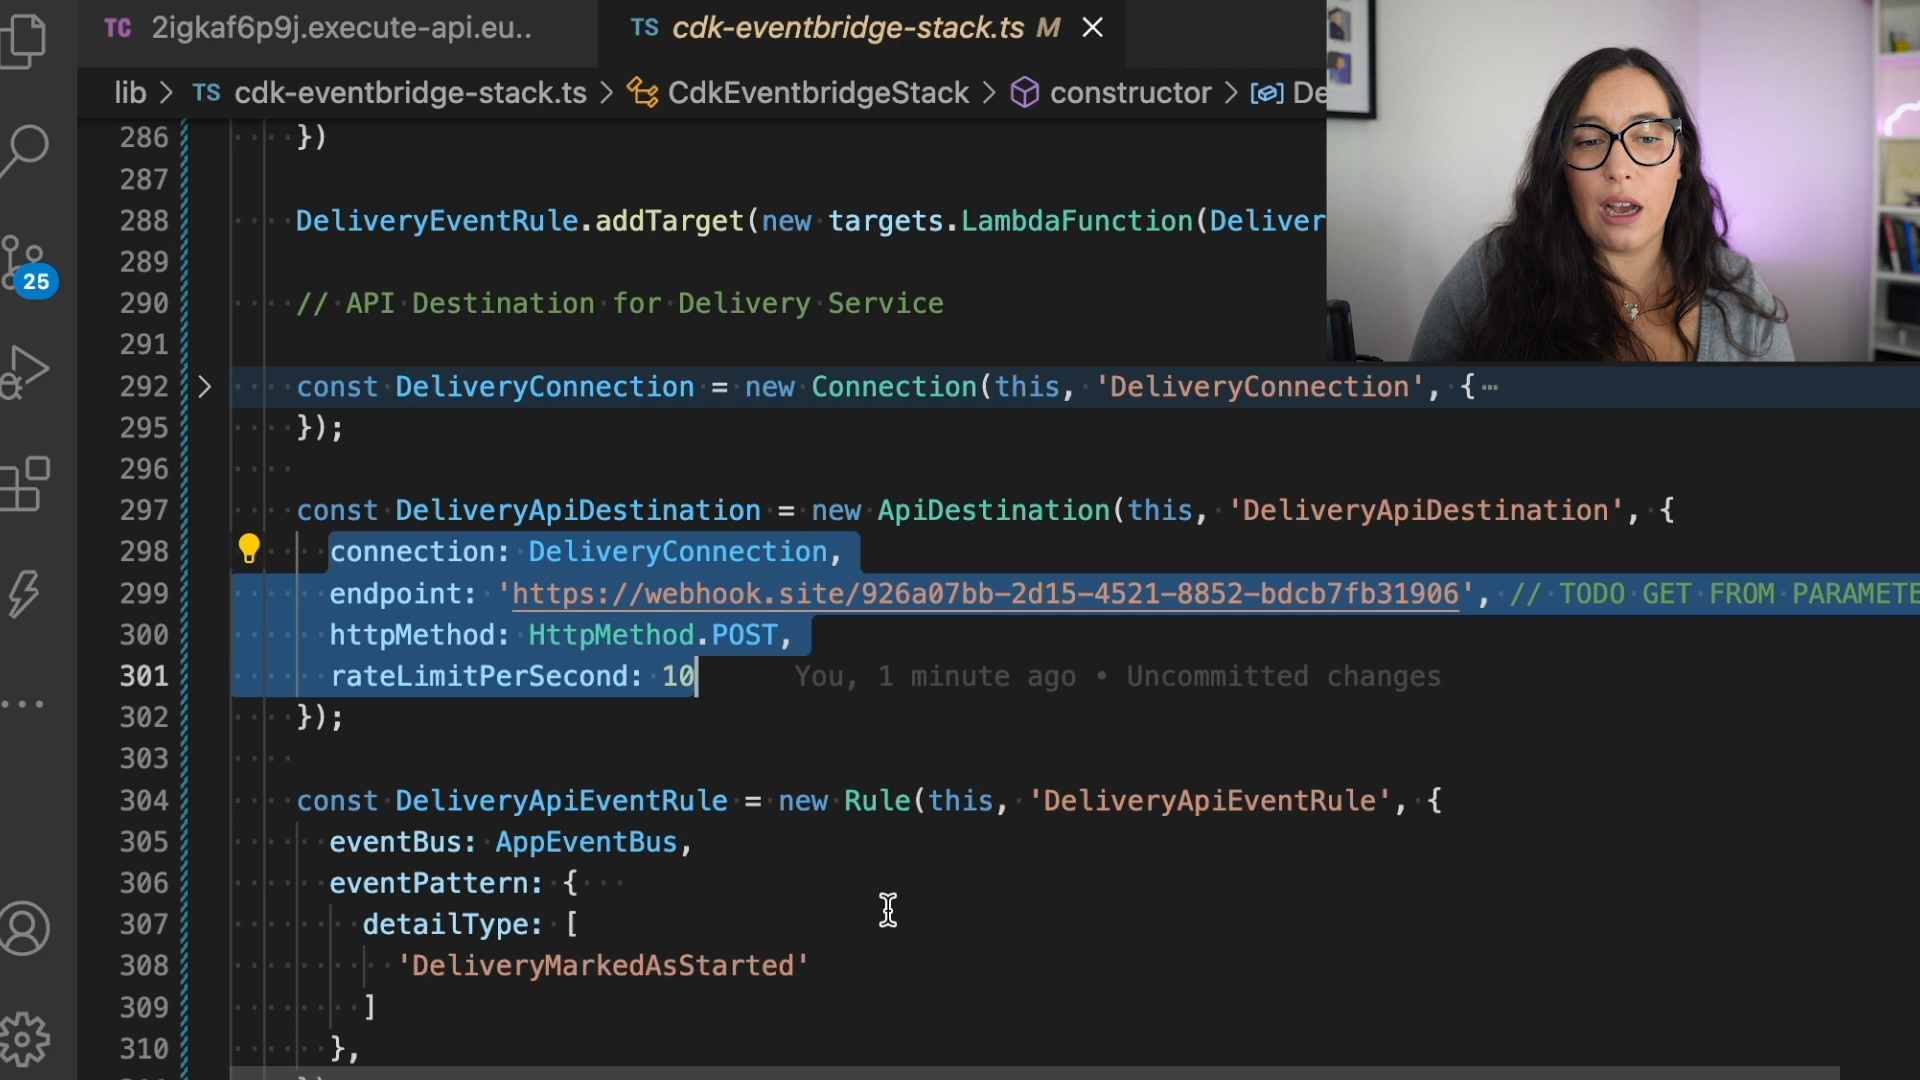 TC 2igkaf6p9j.execute-api.eu..
TS cdk-eventbridge-stack.ts M
lib > TS cdk-eventbridge-stack.ts > CdkEventbridgeStack > constructor > De
286 })
287
288 DeliveryEventRule.addTarget(new targets.LambdaFunction(Deliver
289
290 // API Destination for Delivery Service
291
292 const DeliveryConnection = new Connection(this, 'DeliveryConnection', {…
295 });
296
297 const DeliveryApiDestination = new ApiDestination(this, 'DeliveryApiDestination', {
298 connection: DeliveryConnection,
299 endpoint: 'https://webhook.site/926a07bb-2d15-4521-8852-bdcb7fb31906', // TODO GET FROM PARAMETE
300 httpMethod: HttpMethod.POST,
301 rateLimitPerSecond: 10 You, 1 minute ago • Uncommitted changes
302 });
303
304 const DeliveryApiEventRule = new Rule(this, 'DeliveryApiEventRule', {
305 eventBus: AppEventBus,
306 eventPattern: {
307 detailType: [
308 'DeliveryMarkedAsStarted'
309 ]
310 },
25